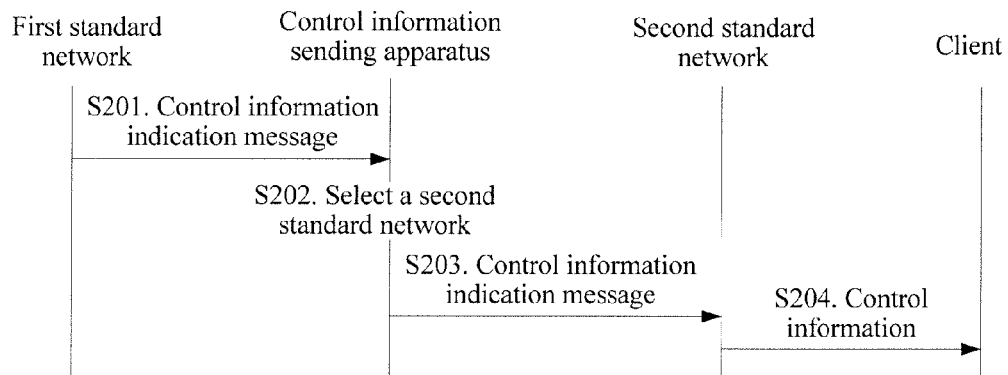 First standard
network
Control information
sending apparatus
Second standard
network
Client
S201. Control information
indication message
S202. Select a second
standard network
S203. Control information
indication message
S204. Control
information